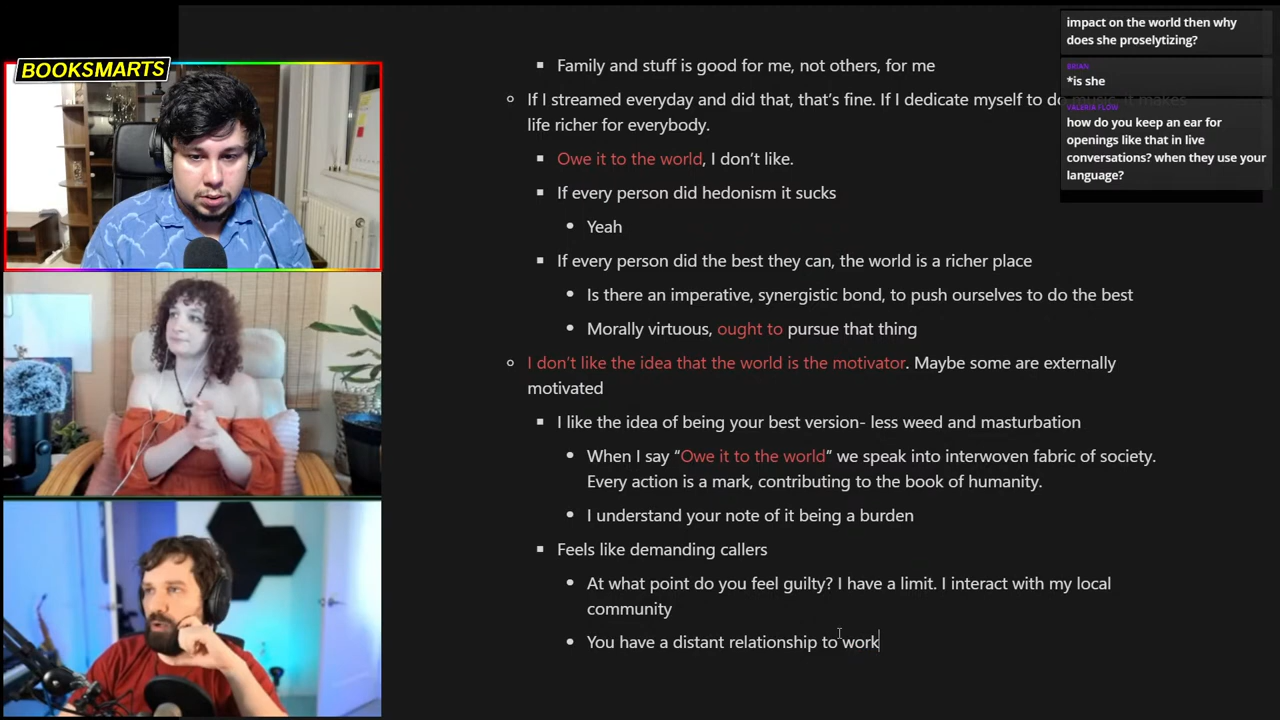 BOOKSMARTS
Family and stuff is good for me, not others, for me
If I streamed everyday and did that, that's fine. If I dedicate myself to do music, it makes
life richer for everybody.
Owe it to the world, I don't like.
If every person did hedonism it sucks
Yeah
If every person did the best they can, the world is a richer place
Is there an imperative, synergistic bond, to push ourselves to do the best
Morally virtuous, ought to pursue that thing
I don't like the idea that the world is the motivator. Maybe some are externally
motivated
I like the idea of being your best version- less weed and masturbation
When I say “Owe it to the world” we speak into interwoven fabric of society.
Every action is a mark, contributing to the book of humanity.
I understand your note of it being a burden
Feels like demanding callers
At what point do you feel guilty? I have a limit. I interact with my local
community
You have a distant relationship to work
impact on the world then why
does she proselytizing?
BRIAN
*is she
VALERIA FLOW
how do you keep an ear for
openings like that in live
conversations? when they use your
language?